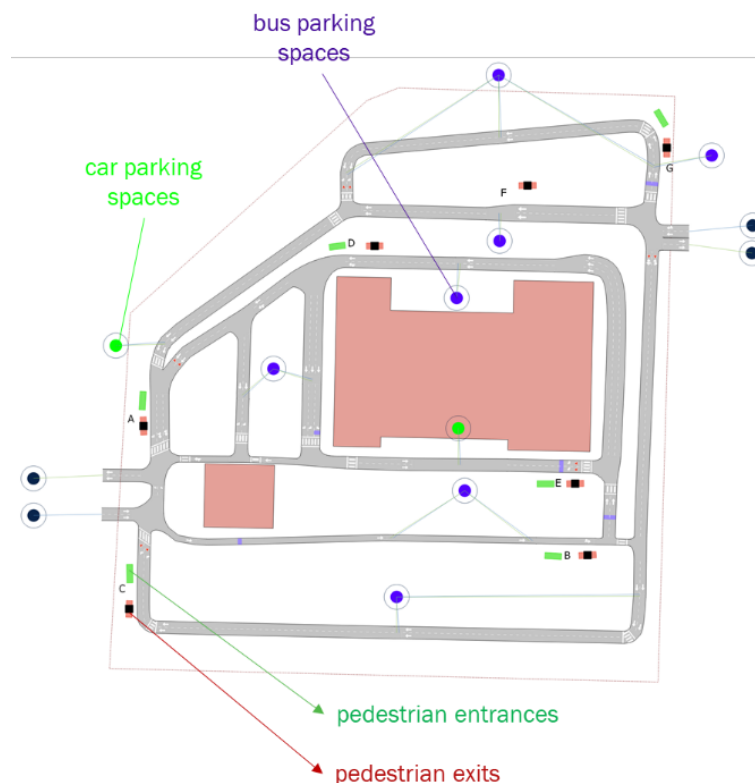 bus parking
spaces
car parking
spaces
G
F
D
A
E
B
C
pedestrian entrances
pedestrian exits